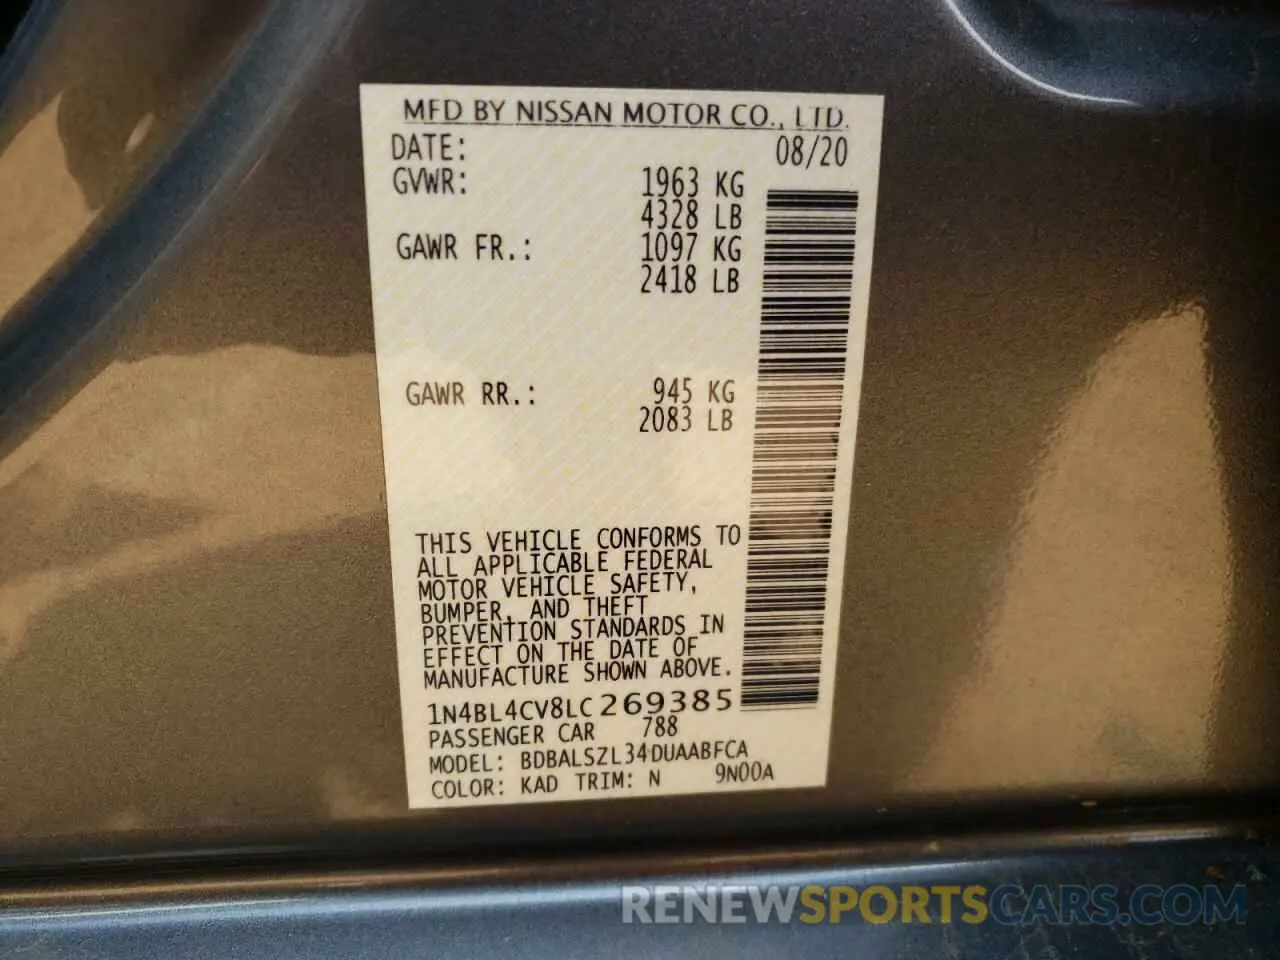 MFD BY NISSAN MOTOR CO., LTD.
DATE: 08/20
GVWR: 1963 KG
4328 LB
GAWR FR.: 1097 KG
2418 LB
GAWR RR.: 945 KG
2083 LB
THIS VEHICLE CONFORMS TO
ALL APPLICABLE FEDERAL
MOTOR VEHICLE SAFETY,
BUMPER, AND THEFT
PREVENTION STANDARDS IN
EFFECT ON THE DATE OF
MANUFACTURE SHOWN ABOVE.
1N4BL4CV8LC269385
PASSENGER CAR 788
MODEL: BDBALSZL34DUAABFCA
COLOR: KAD TRIM: N 9N00A
RENEWSPORTSCARS.COM